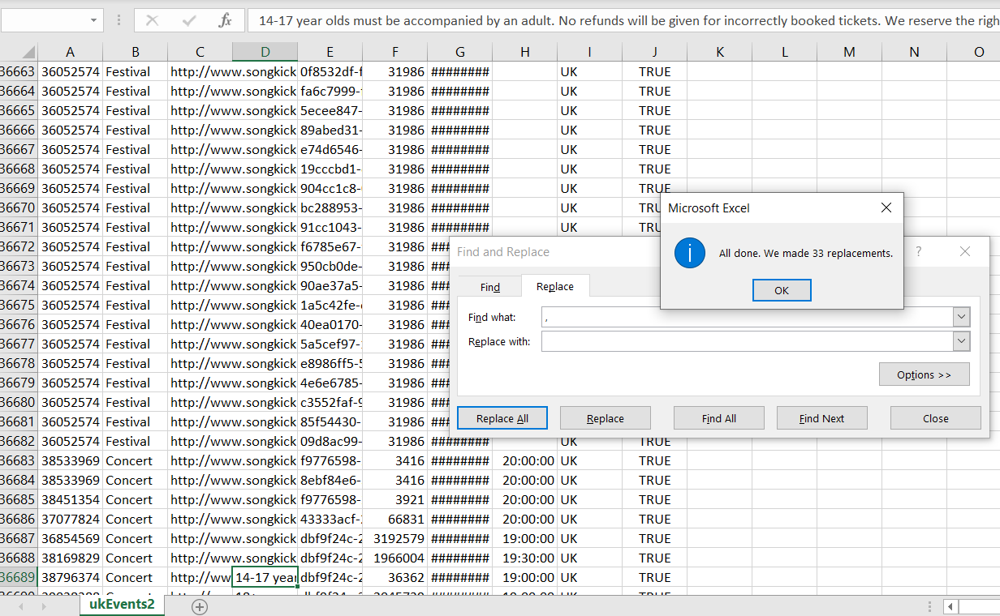 fx 14-17 year olds must be accompanied by an adult. No refunds will be given for incorrectly booked tickets. We reserve the righ
A B C D E F G H I J K L M N O
36663 36052574 Festival http://www.songkick 0f8532df-f 31986 ######## UK TRUE
36664 36052574 Festival http://www.songkick fa6c7999- 31986 ######## UK TRUE
36665 36052574 Festival http://www.songkick 5ecee847- 31986 ######## UK TRUE
36666 36052574 Festival http://www.songkick 89abed31- 31986 ######## UK TRUE
36667 36052574 Festival http://www.songkick e74d6546- 31986 ######## UK TRUE
36668 36052574 Festival http://www.songkick 19cccbd1- 31986 ######## UK TRUE
36669 36052574 Festival http://www.songkick 904cc1c8- 31986 ######## UK TRUE
36670 36052574 Festival http://www.songkick bc288953- 31986 ######## UK TRU
36671 36052574 Festival http://www.songkick 91cc1043- 31986 ######## UK TRU
36672 36052574 Festival http://www.songkick f6785e67- 31986 ###
36673 36052574 Festival http://www.songkick 950cb0de- 31986 ###
36674 36052574 Festival http://www.songkick 90ae37a5- 31986 ###
36675 36052574 Festival http://www.songkick 1a5c42fe- 31986 ###
36676 36052574 Festival http://www.songkick 40ea0170- 31986 ###
36677 36052574 Festival http://www.songkick 5a5cef97- 31986 ###
36678 36052574 Festival http://www.songkick e8986ff5-5 31986 ###
36679 36052574 Festival http://www.songkick 4e6e6785- 31986 ###
36680 36052574 Festival http://www.songkick c3552faf-9 31986 ###
36681 36052574 Festival http://www.songkick 85f54430- 31986 ###
36682 36052574 Festival http://www.songkick 09d8ac99- 31986 ######## UK TRUE
36683 38533969 Concert http://www.songkick f9776598- 3416 ######## 20:00:00 UK TRUE
36684 38533969 Concert http://www.songkick 8ebf84e6- 3416 ######## 20:00:00 UK TRUE
36685 38451354 Concert http://www.songkick f9776598- 3921 ######## 20:00:00 UK TRUE
36686 37077824 Concert http://www.songkick 43333acf- 66831 ######## 20:00:00 UK TRUE
36687 36854569 Concert http://www.songkick dbf9f24c-2 3192579 ######## 19:00:00 UK TRUE
36688 38169829 Concert http://www.songkick dbf9f24c-2 1966004 ######## 19:30:00 UK TRUE
36689 38796374 Concert http://ww 14-17 year dbf9f24c-2 36362 ######## 19:00:00 UK TRUE
Microsoft Excel
All done. We made 33 replacements.
OK
Find and Replace ?
Find Replace
Find what: ,
Replace with:
Options >>
Replace All Replace Find All Find Next Close
ukEvents2